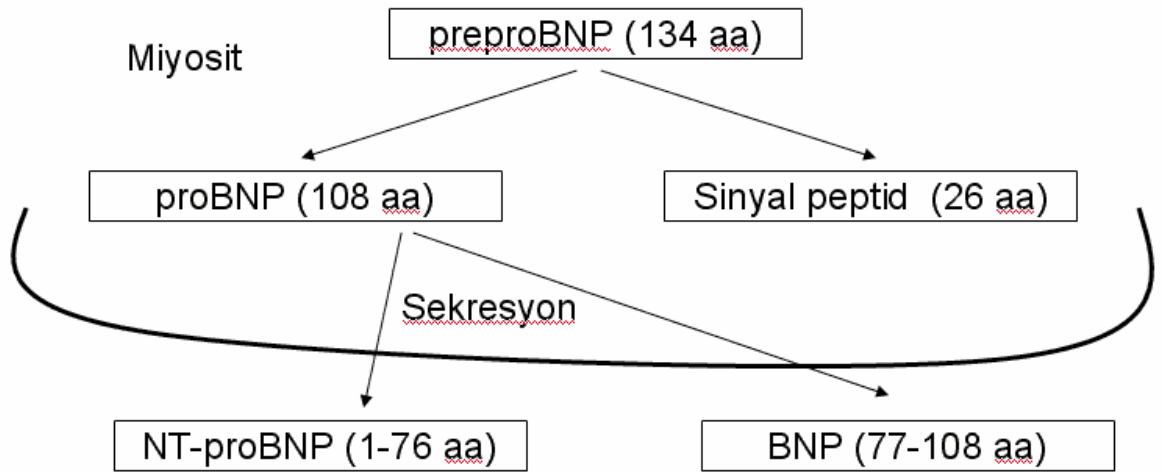 preproBNP (134 aa)
Miyosit
proBNP (108 aa)
Sinyal peptid (26 aa)
Sekresyon
NT-proBNP (1-76 aa)
BNP (77-108 aa)